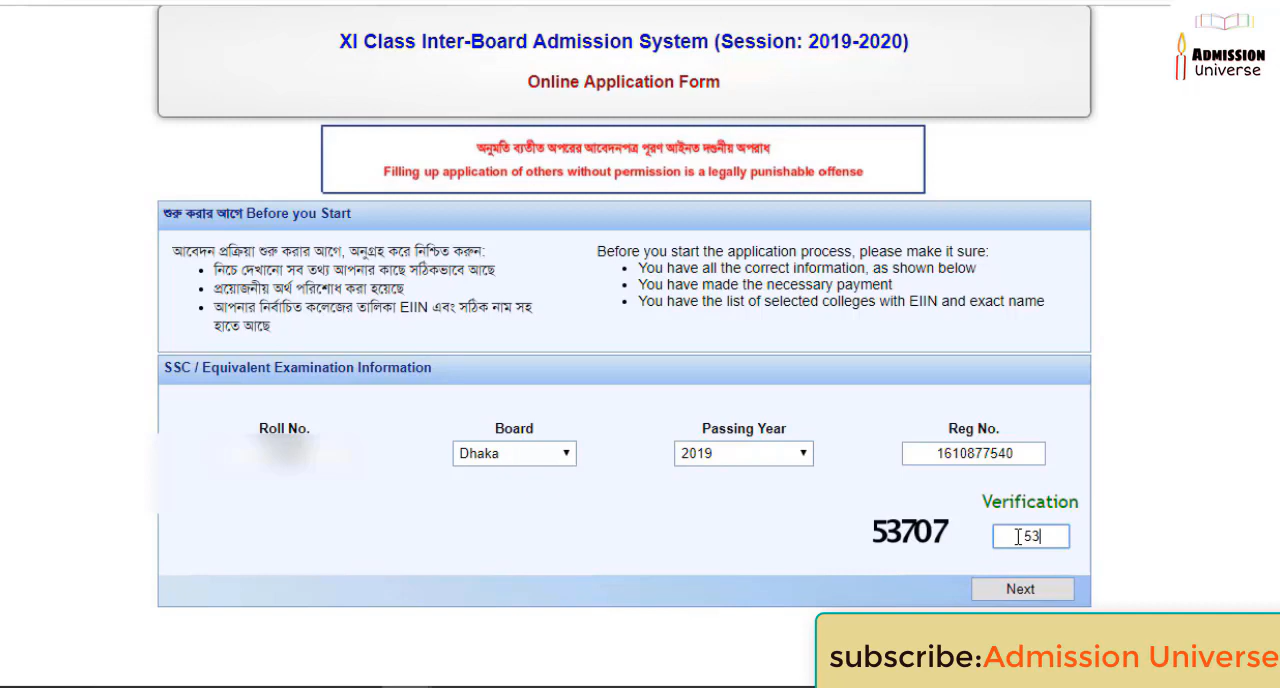 XI Class Inter-Board Admission System (Session: 2019-2020)
Online Application Form
ADMISSION
Universe
অনুমতি ব্যতীত অপরের আবেদনপত্র পূরণ আইনত দণ্ডনীয় অপরাধ
Filling up application of others without permission is a legally punishable offense
শুরু করার আগে Before you Start
আবেদন প্রক্রিয়া শুরু করার আগে, অনুগ্রহ করে নিশ্চিত করুন:
• নিচে দেখানো সব তথ্য আপনার কাছে সঠিকভাবে আছে
• প্রয়োজনীয় অর্থ পরিশোধ করা হয়েছে
• আপনার নির্বাচিত কলেজের তালিকা EIIN এবং সঠিক নাম সহ
হাতে আছে
Before you start the application process, please make it sure:
• You have all the correct information, as shown below
• You have made the necessary payment
• You have the list of selected colleges with EIIN and exact name
SSC / Equivalent Examination Information
Roll No. Board Passing Year Reg No.
Dhaka 2019 1610877540
Verification
53707 53
Next
subscribe:Admission Universe